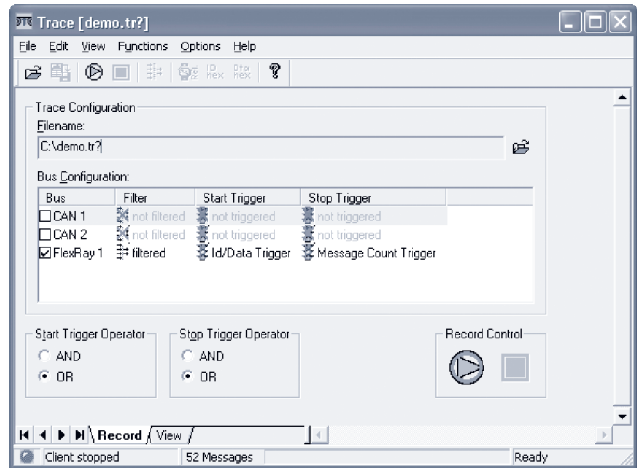 Trace [demo.tr?]
File Edit View Functions Options Help
Trace Configuration
Filename:
C:\demo.tr?
Bus Configuration:
Bus Filter Start Trigger Stop Trigger
CAN 1 not filtered not triggered not triggered
CAN 2 not filtered not triggered not triggered
FlexRay 1 filtered Id/Data Trigger Message Count Trigger
Start Trigger Operator Stop Trigger Operator Record Control
AND AND
OR OR
Record View
Client stopped 52 Messages Ready